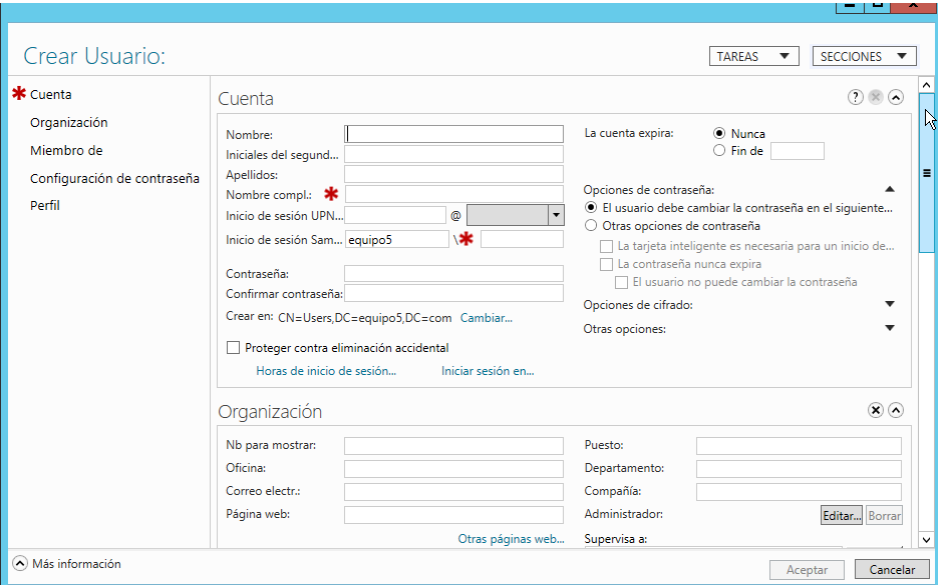 Crear Usuario:
TAREAS
SECCIONES
Cuenta
Organización
Miembro de
Configuración de contraseña
Perfil
Cuenta
Nombre:
Iniciales del segund...
Apellidos:
Nombre compl.:
Inicio de sesión UPN... @
Inicio de sesión Sam... equipo5 \
Contraseña:
Confirmar contraseña:
Crear en: CN=Users,DC=equipo5,DC=com Cambiar...
Proteger contra eliminación accidental
Horas de inicio de sesión... Iniciar sesión en...
La cuenta expira: Nunca
Fin de
Opciones de contraseña:
El usuario debe cambiar la contraseña en el siguiente...
Otras opciones de contraseña
La tarjeta inteligente es necesaria para un inicio de...
La contraseña nunca expira
El usuario no puede cambiar la contraseña
Opciones de cifrado:
Otras opciones:
Organización
Nb para mostrar:
Oficina:
Correo electr.:
Página web:
Otras páginas web...
Puesto:
Departamento:
Compañía:
Administrador: Editar... Borrar
Supervisa a:
Más información
Aceptar
Cancelar